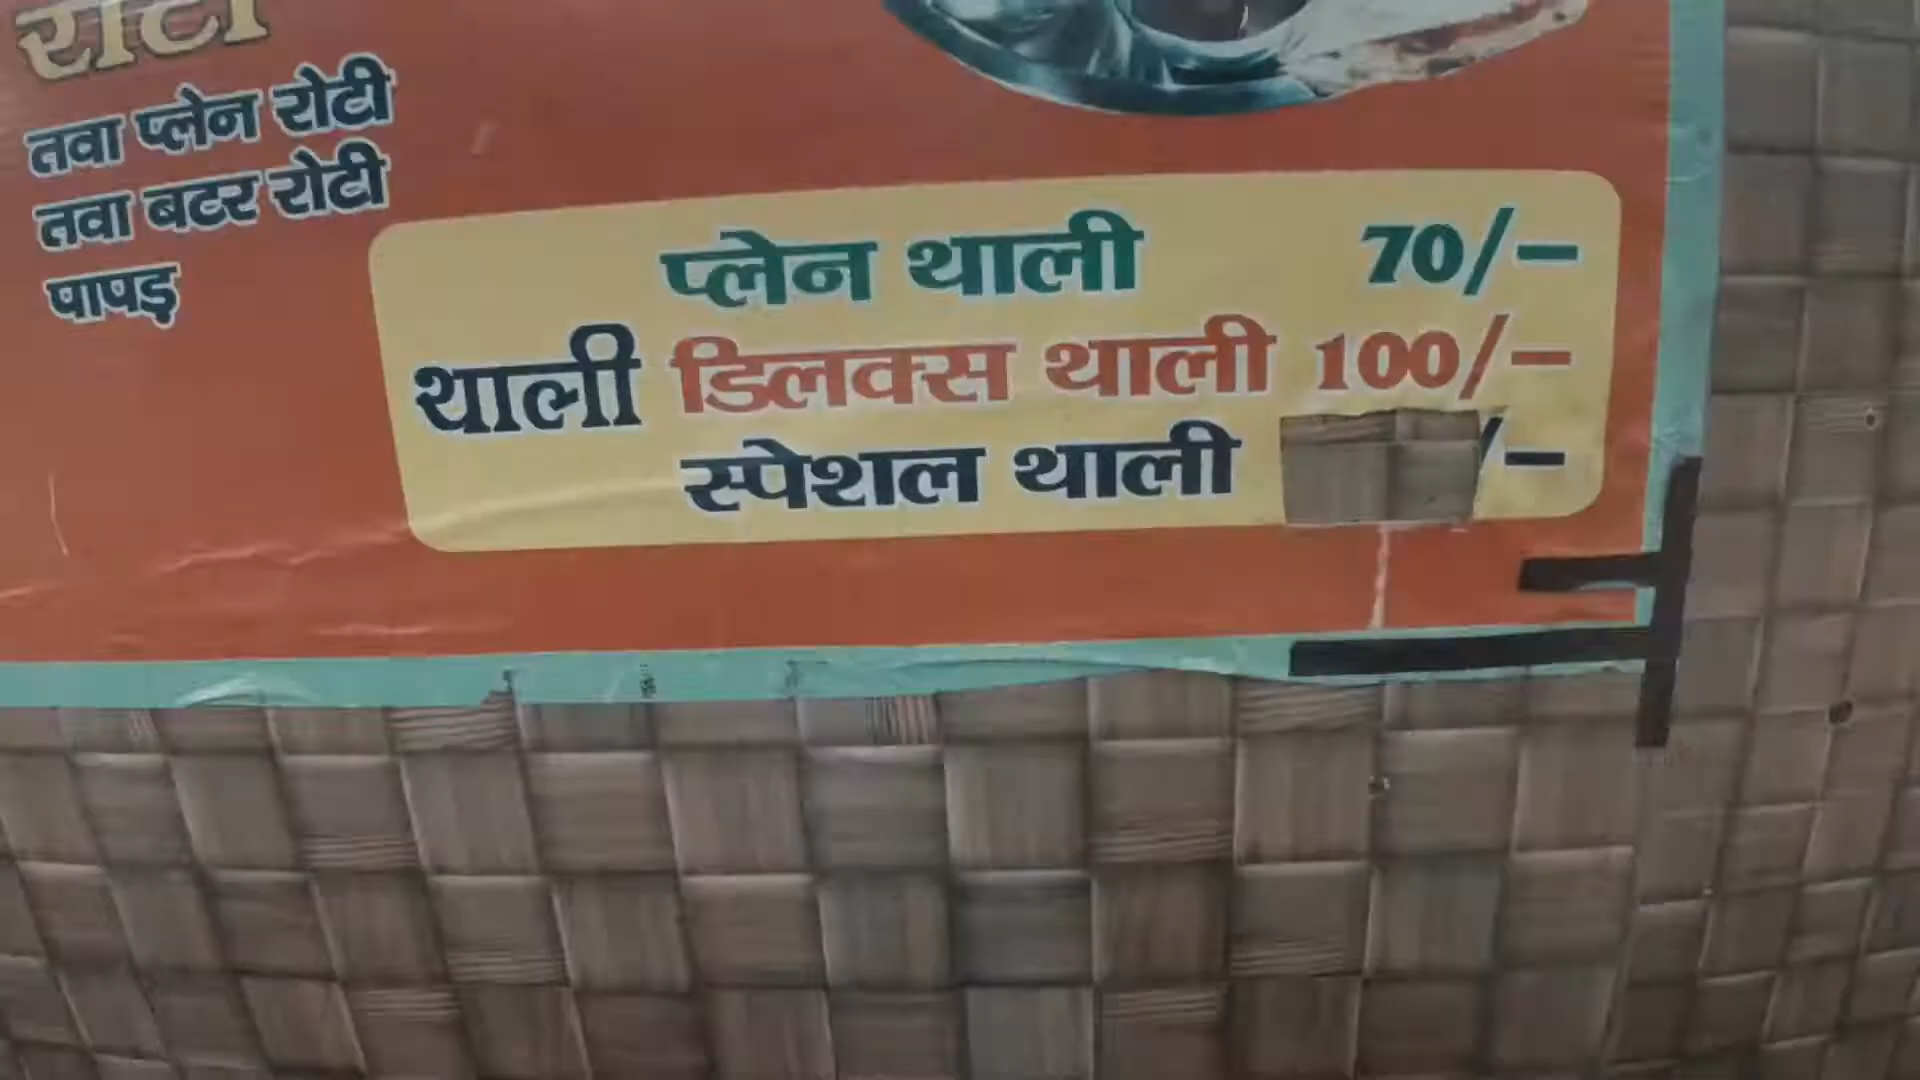 रोटी
तवा प्लेन रोटी
तवा बटर रोटी
पापड़
प्लेन थाली 70/-
थाली डिलक्स थाली 100/-
स्पेशल थाली /-